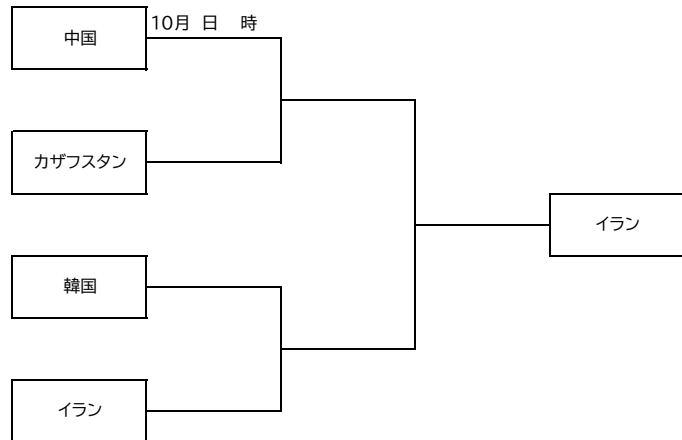 中国
10月 日　時
カザフスタン
イラン
韓国
イラン